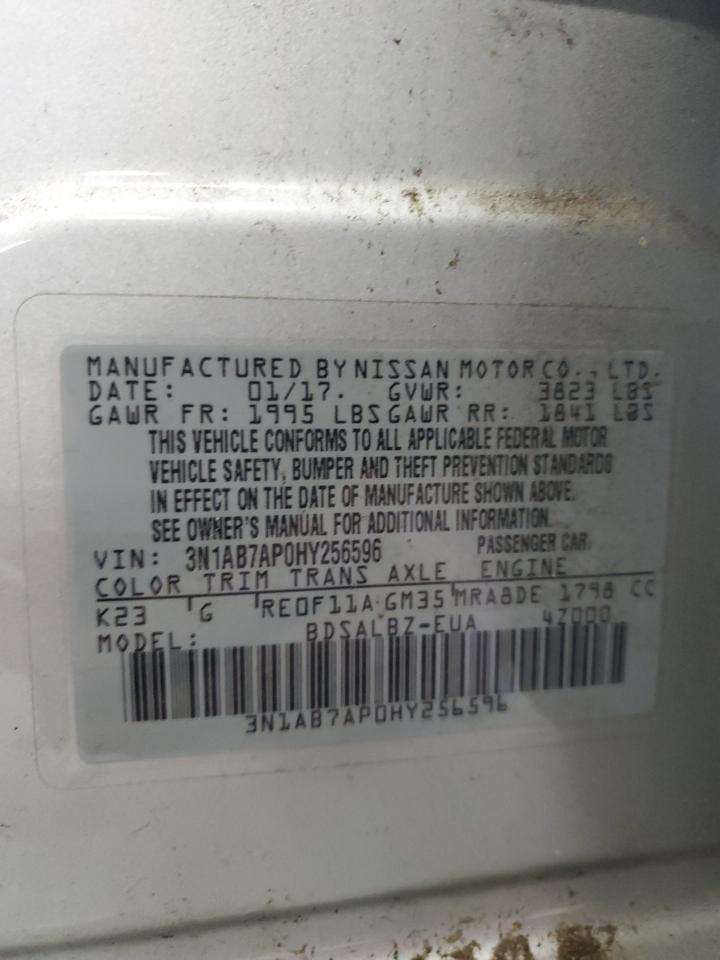 MANUFACTURED BY NISSAN MOTOR CO., LTD.
DATE: 01/17. GVWR: 3823 LBS
GAWR FR: 1995 LBS GAWR RR: 1841 LBS
THIS VEHICLE CONFORMS TO ALL APPLICABLE FEDERAL MOTOR
VEHICLE SAFETY, BUMPER AND THEFT PREVENTION STANDARDS
IN EFFECT ON THE DATE OF MANUFACTURE SHOWN ABOVE.
SEE OWNER'S MANUAL FOR ADDITIONAL INFORMATION.
VIN: 3N1AB7AP0HY256596 PASSENGER CAR
COLOR TRIM TRANS AXLE ENGINE
K23 G RE0F11A GM35 MRA8DE 1798 CC
MODEL: BDSALBZ-EUA 4Z000
3N1AB7AP0HY256596